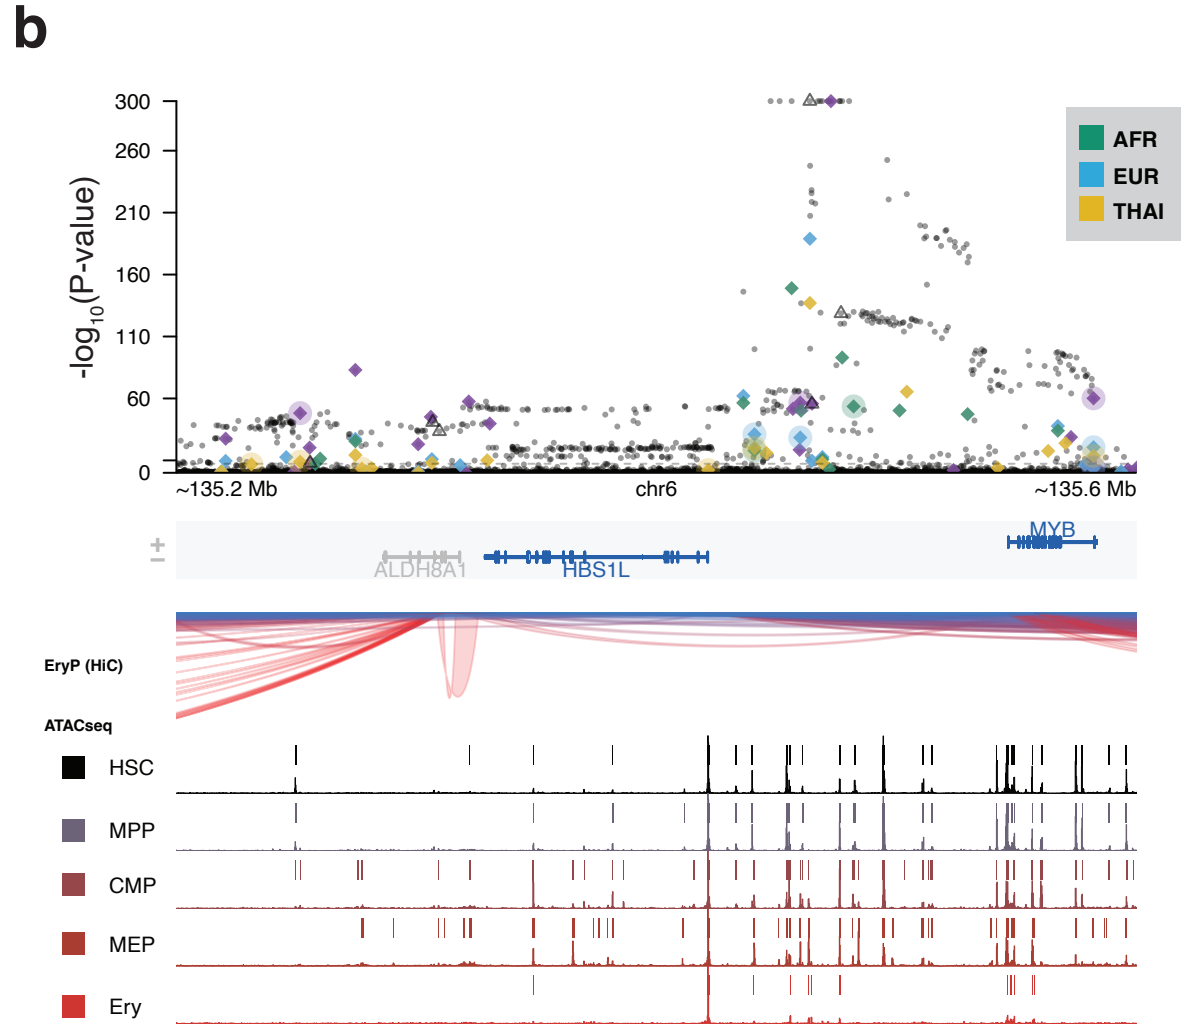 b
-log10(P-value)
300
260
210
160
110
60
0
AFR
EUR
THAI
~135.2 Mb
chr6
~135.6 Mb
±
MYB
ALDH8A1
HBS1L
EryP (HiC)
ATACseq
HSC
MPP
CMP
MEP
Ery